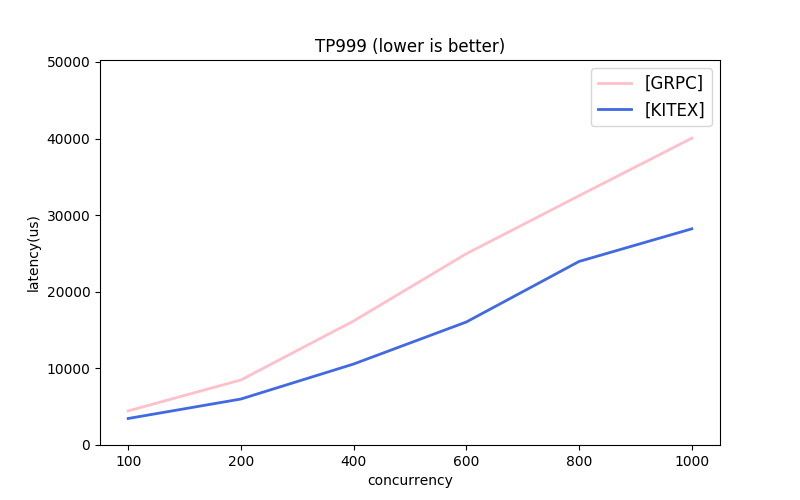 TP999 (lower is better)
50000
40000
30000
20000
10000
0
latency(us)
[GRPC]
[KITEX]
100 200 400 600 800 1000
concurrency